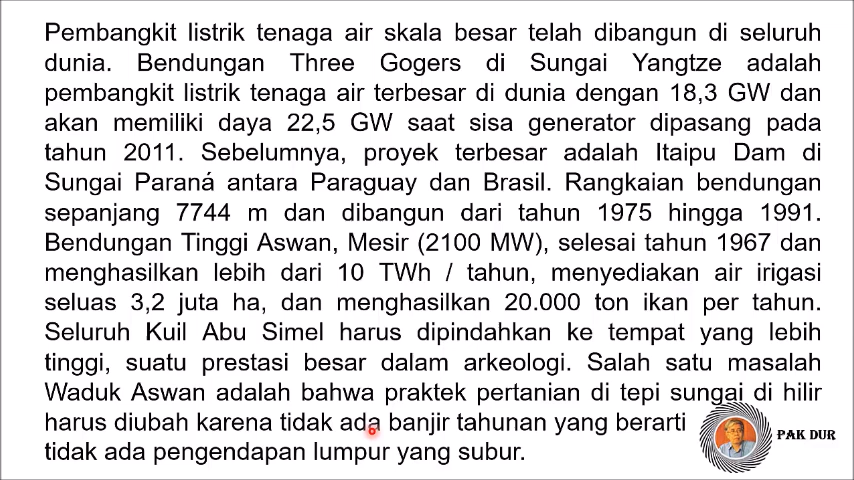 Pembangkit listrik tenaga air skala besar telah dibangun di seluruh
dunia. Bendungan Three Gogers di Sungai Yangtze adalah
pembangkit listrik tenaga air terbesar di dunia dengan 18,3 GW dan
akan memiliki daya 22,5 GW saat sisa generator dipasang pada
tahun 2011. Sebelumnya, proyek terbesar adalah Itaipu Dam di
Sungai Paraná antara Paraguay dan Brasil. Rangkaian bendungan
sepanjang 7744 m dan dibangun dari tahun 1975 hingga 1991.
Bendungan Tinggi Aswan, Mesir (2100 MW), selesai tahun 1967 dan
menghasilkan lebih dari 10 TWh / tahun, menyediakan air irigasi
seluas 3,2 juta ha, dan menghasilkan 20.000 ton ikan per tahun.
Seluruh Kuil Abu Simel harus dipindahkan ke tempat yang lebih
tinggi, suatu prestasi besar dalam arkeologi. Salah satu masalah
Waduk Aswan adalah bahwa praktek pertanian di tepi sungai di hilir
harus diubah karena tidak ada banjir tahunan yang berarti
tidak ada pengendapan lumpur yang subur.
PAK DUR